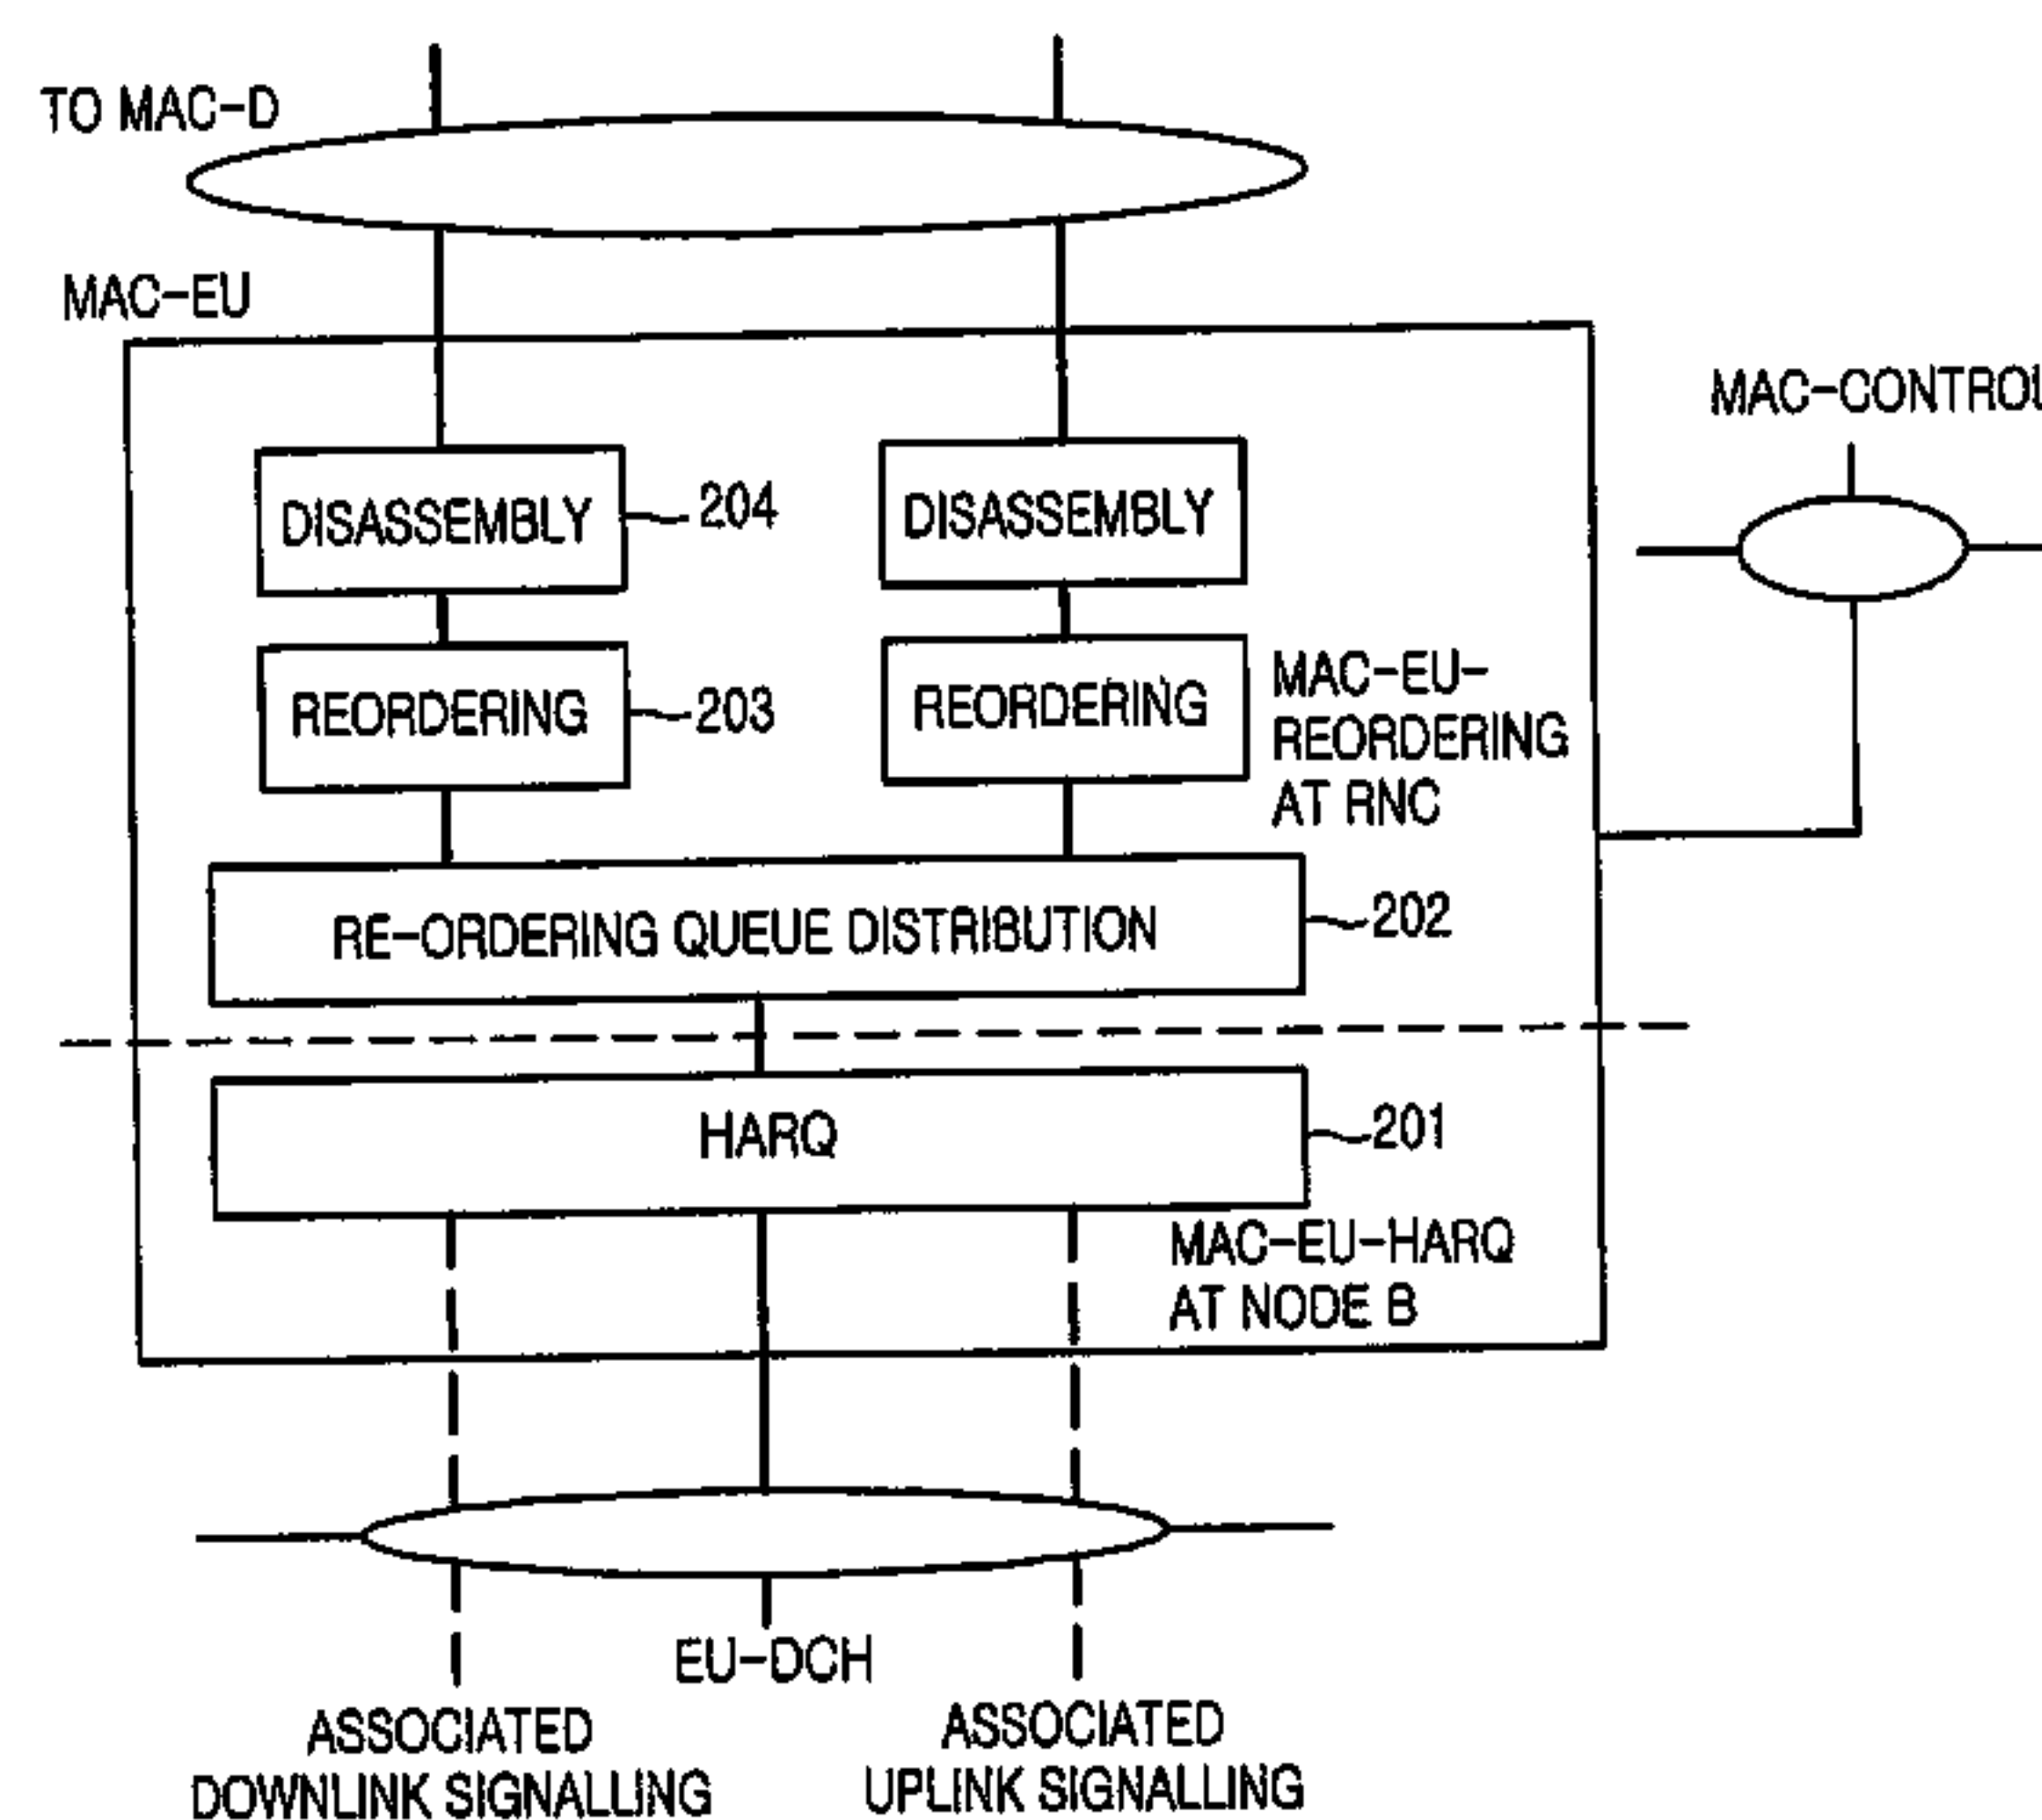 TO MAC-D
MAC-EU
MAC-CONTROL
DISASSEMBLY
204
DISASSEMBLY
REORDERING
203
REORDERING
MAC-EU-
REORDERING
AT RNC
RE-ORDERING QUEUE DISTRIBUTION
202
HARQ
201
MAC-EU-HARQ
AT NODE B
EU-DCH
ASSOCIATED
DOWNLINK SIGNALLING
ASSOCIATED
UPLINK SIGNALLING